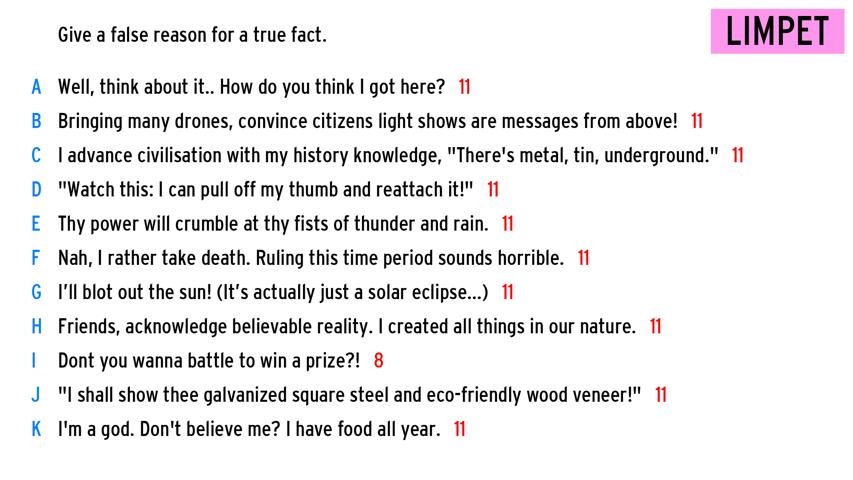 Give a false reason for a true fact.
LIMPET
A Well, think about it.. How do you think I got here? 11
B Bringing many drones, convince citizens light shows are messages from above! 11
C I advance civilisation with my history knowledge, "There's metal, tin, underground." 11
D "Watch this: I can pull off my thumb and reattach it!" 11
E Thy power will crumble at thy fists of thunder and rain. 11
F Nah, I rather take death. Ruling this time period sounds horrible. 11
G I'll blot out the sun! (It's actually just a solar eclipse...) 11
H Friends, acknowledge believable reality. I created all things in our nature. 11
I Dont you wanna battle to win a prize?! 8
J "I shall show thee galvanized square steel and eco-friendly wood veneer!" 11
K I'm a god. Don't believe me? I have food all year. 11